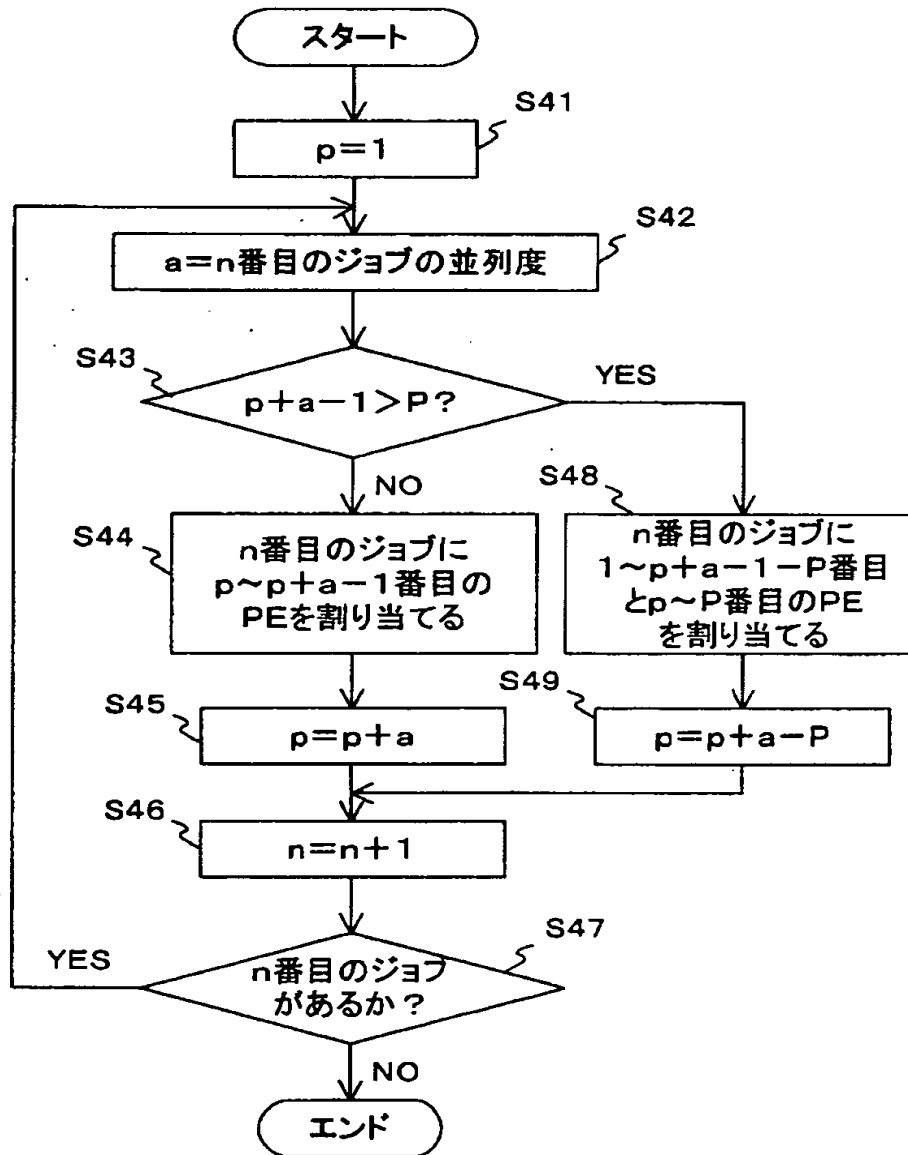 スタート
S41
p=1
S42
a=n番目のジョブの並列度
S43
p+a-1>P?
YES
NO
S44
n番目のジョブに
p~p+a-1番目の
PEを割り当てる
S48
n番目のジョブに
1~p+a-1-P番目
とp~P番目のPE
を割り当てる
S45
p=p+a
S49
p=p+a-P
S46
n=n+1
S47
n番目のジョブ
があるか?
YES
NO
エンド